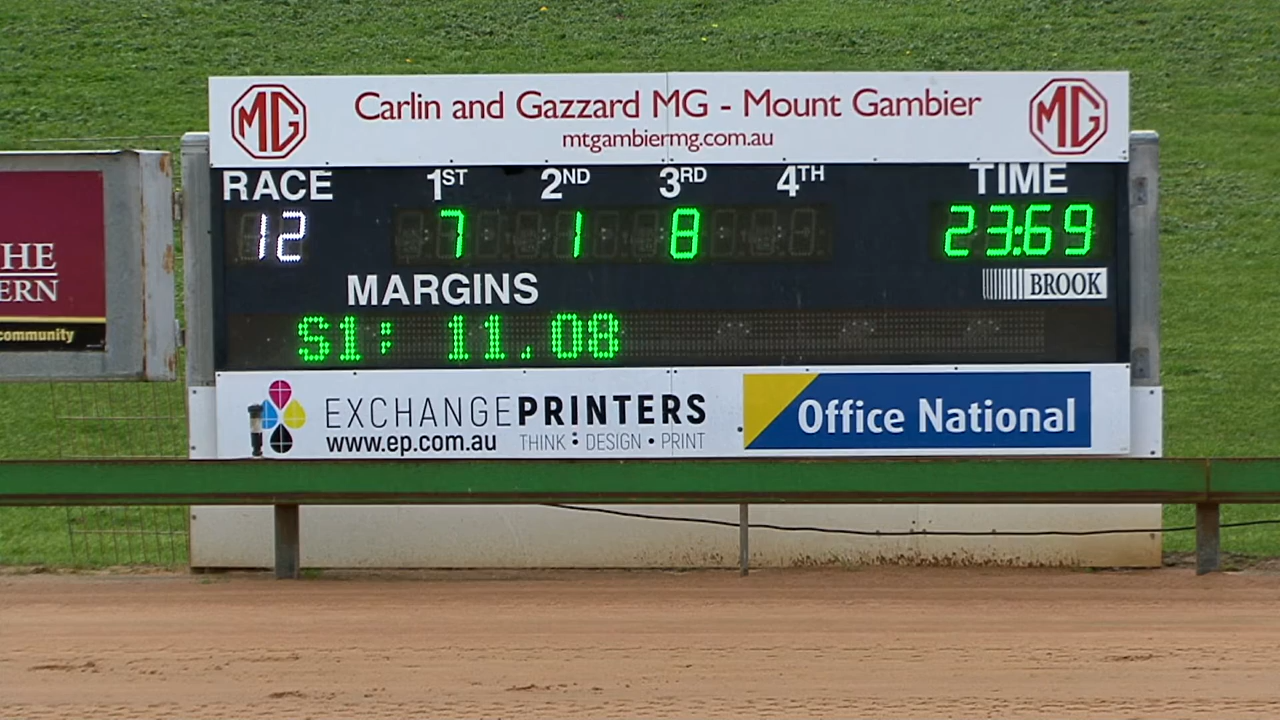 MG Carlin and Gazzard MG - Mount Gambier MG
mtgambiermg.com.au
RACE 1ST 2ND 3RD 4TH TIME
12 7 1 8 23:69
MARGINS BROOK
S1: 11.08
EXCHANGEPRINTERS
www.ep.com.au THINK : DESIGN • PRINT
Office National
HE
ERN
community